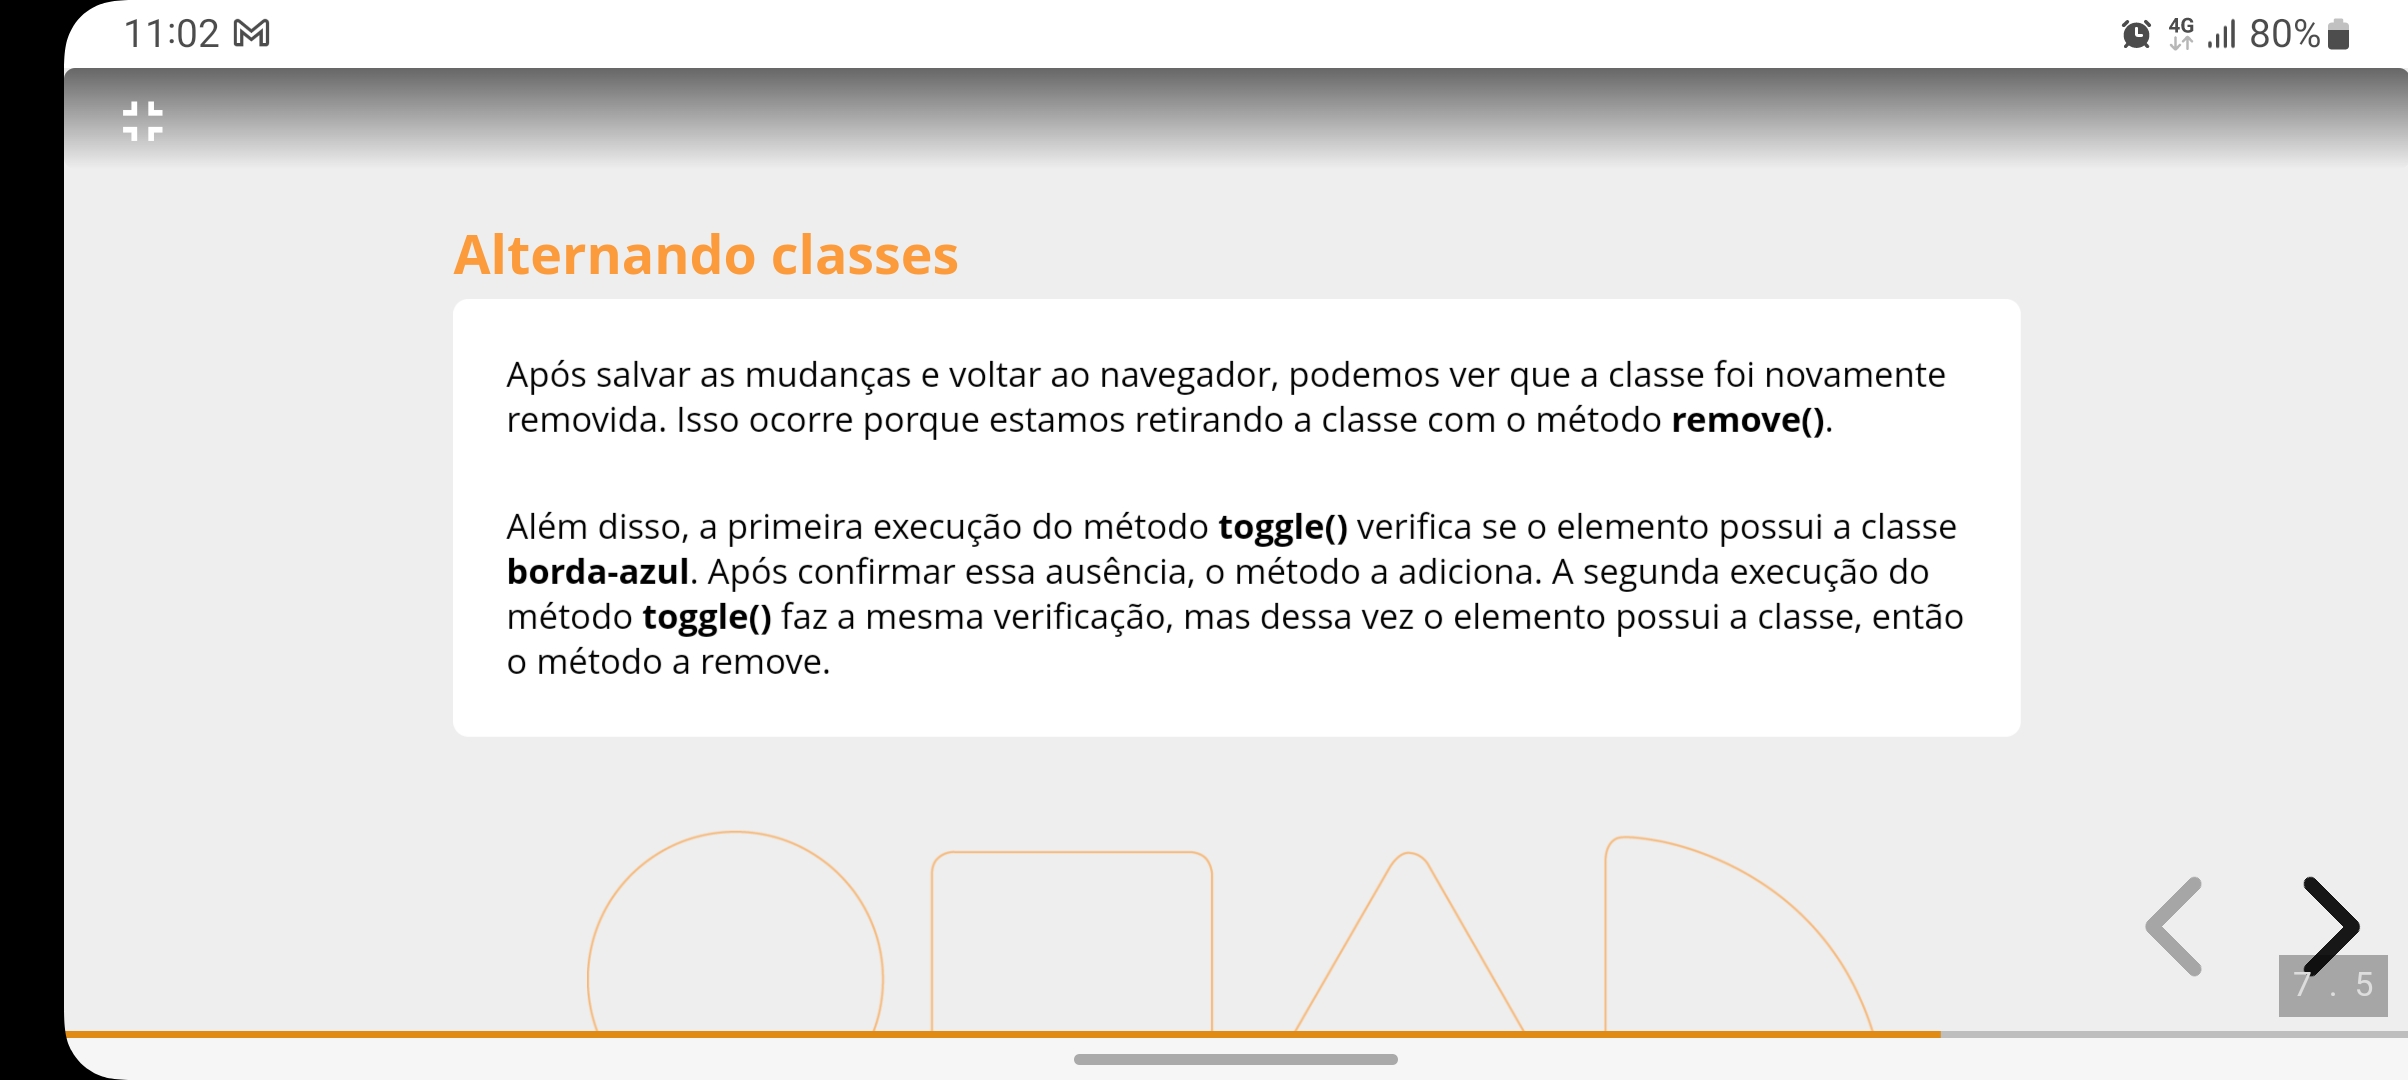 11:02
4G 80%
Alternando classes
Após salvar as mudanças e voltar ao navegador, podemos ver que a classe foi novamente
removida. Isso ocorre porque estamos retirando a classe com o método remove().
Além disso, a primeira execução do método toggle() verifica se o elemento possui a classe
borda-azul. Após confirmar essa ausência, o método a adiciona. A segunda execução do
método toggle() faz a mesma verificação, mas dessa vez o elemento possui a classe, então
o método a remove.
7 . 5